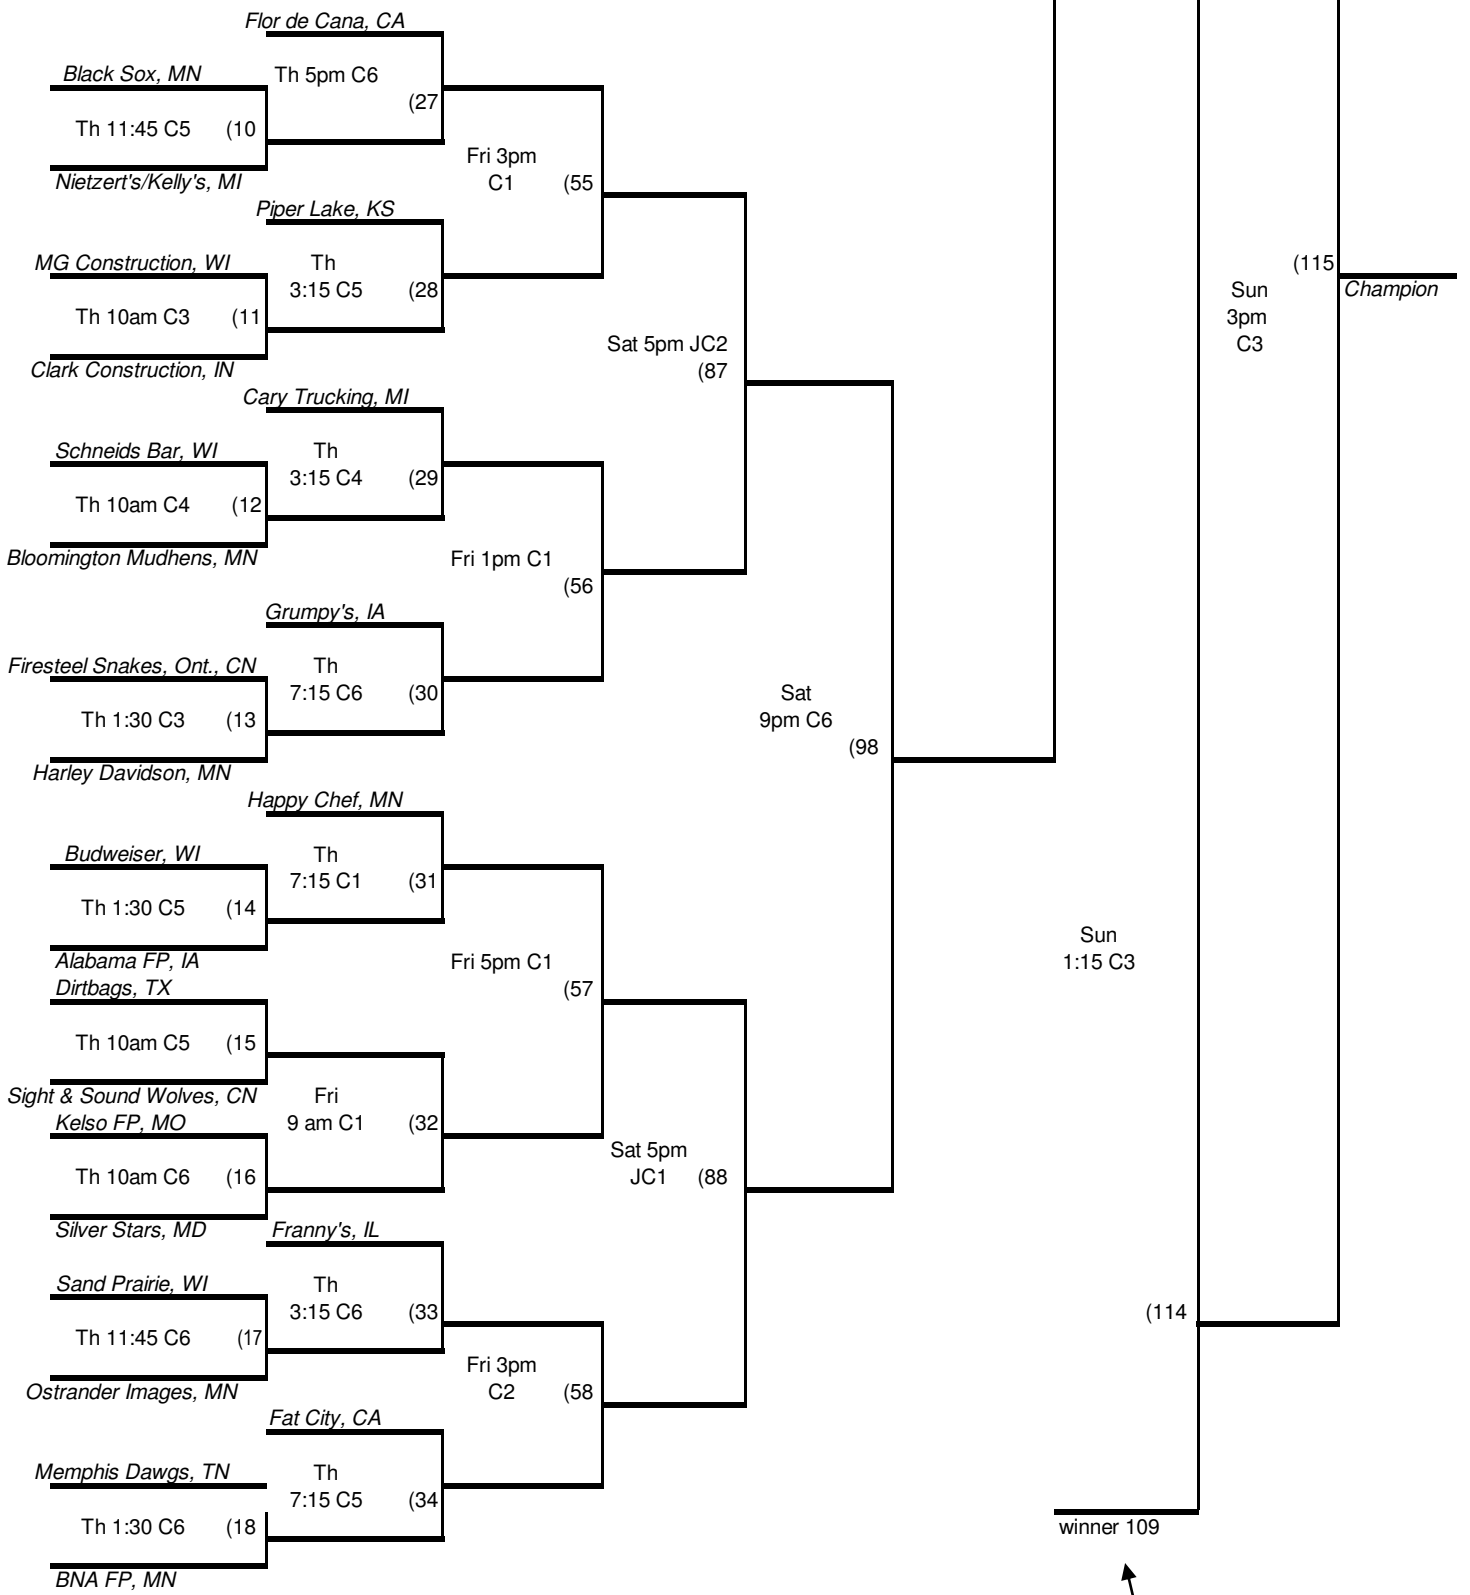 Flor de Cana, CA
Black Sox, MN
Th 5pm C6
(27
Th 11:45 C5 (10
Fri 3pm
C1 (55
Nietzert's/Kelly's, MI
Piper Lake, KS
MG Construction, WI
Th
3:15 C5 (28
(115
Champion
Sun
3pm
C3
Th 10am C3 (11
Sat 5pm JC2
(87
Clark Construction, IN
Cary Trucking, MI
Schneids Bar, WI
Th
3:15 C4 (29
Th 10am C4 (12
Bloomington Mudhens, MN
Fri 1pm C1
(56
Grumpy's, IA
Firesteel Snakes, Ont., CN
Th
7:15 C6 (30
Sat
9pm C6
(98
Th 1:30 C3 (13
Harley Davidson, MN
Happy Chef, MN
Budweiser, WI
Th
7:15 C1 (31
Th 1:30 C5 (14
Sun
1:15 C3
Alabama FP, IA
Fri 5pm C1
(57
Dirtbags, TX
Th 10am C5 (15
Sight & Sound Wolves, CN
Fri
9 am C1 (32
Kelso FP, MO
Sat 5pm
JC1 (88
Th 10am C6 (16
Silver Stars, MD
Franny's, IL
Sand Prairie, WI
Th
3:15 C6 (33
(114
Th 11:45 C6 (17
Fri 3pm
C2 (58
Ostrander Images, MN
Fat City, CA
Memphis Dawgs, TN
Th
7:15 C5 (34
Th 1:30 C6 (18
winner 109
BNA FP, MN